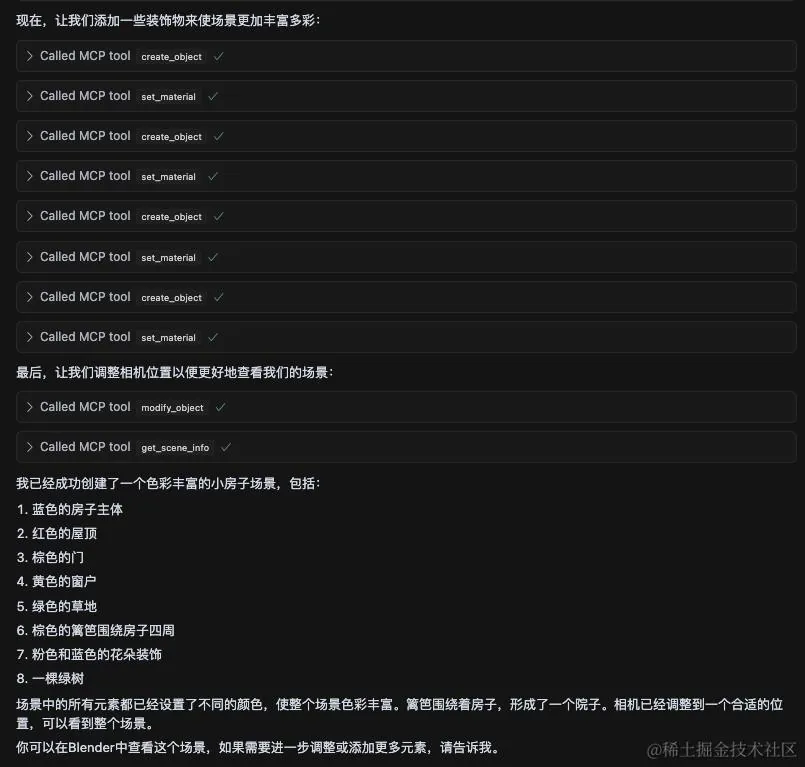 现在，让我们添加一些装饰物来使场景更加丰富多彩：
Called MCP tool create_object
Called MCP tool set_material
Called MCP tool create_object
Called MCP tool set_material
Called MCP tool create_object
Called MCP tool set_material
Called MCP tool create_object
Called MCP tool set_material
最后，让我们调整相机位置以便更好地查看我们的场景：
Called MCP tool modify_object
Called MCP tool get_scene_info
我已经成功创建了一个色彩丰富的小房子场景，包括：
1. 蓝色的房子主体
2. 红色的屋顶
3. 棕色的门
4. 黄色的窗户
5. 绿色的草地
6. 棕色的篱笆围绕房子四周
7. 粉色和蓝色的花朵装饰
8. 一棵绿树
场景中的所有元素都已经设置了不同的颜色，使整个场景色彩丰富。篱笆围绕着房子，形成了一个院子。相机已经调整到一个合适的位
置，可以看到整个场景。
你可以在Blender中查看这个场景，如果需要进一步调整或添加更多元素，请告诉我。
@稀土掘金技术社区